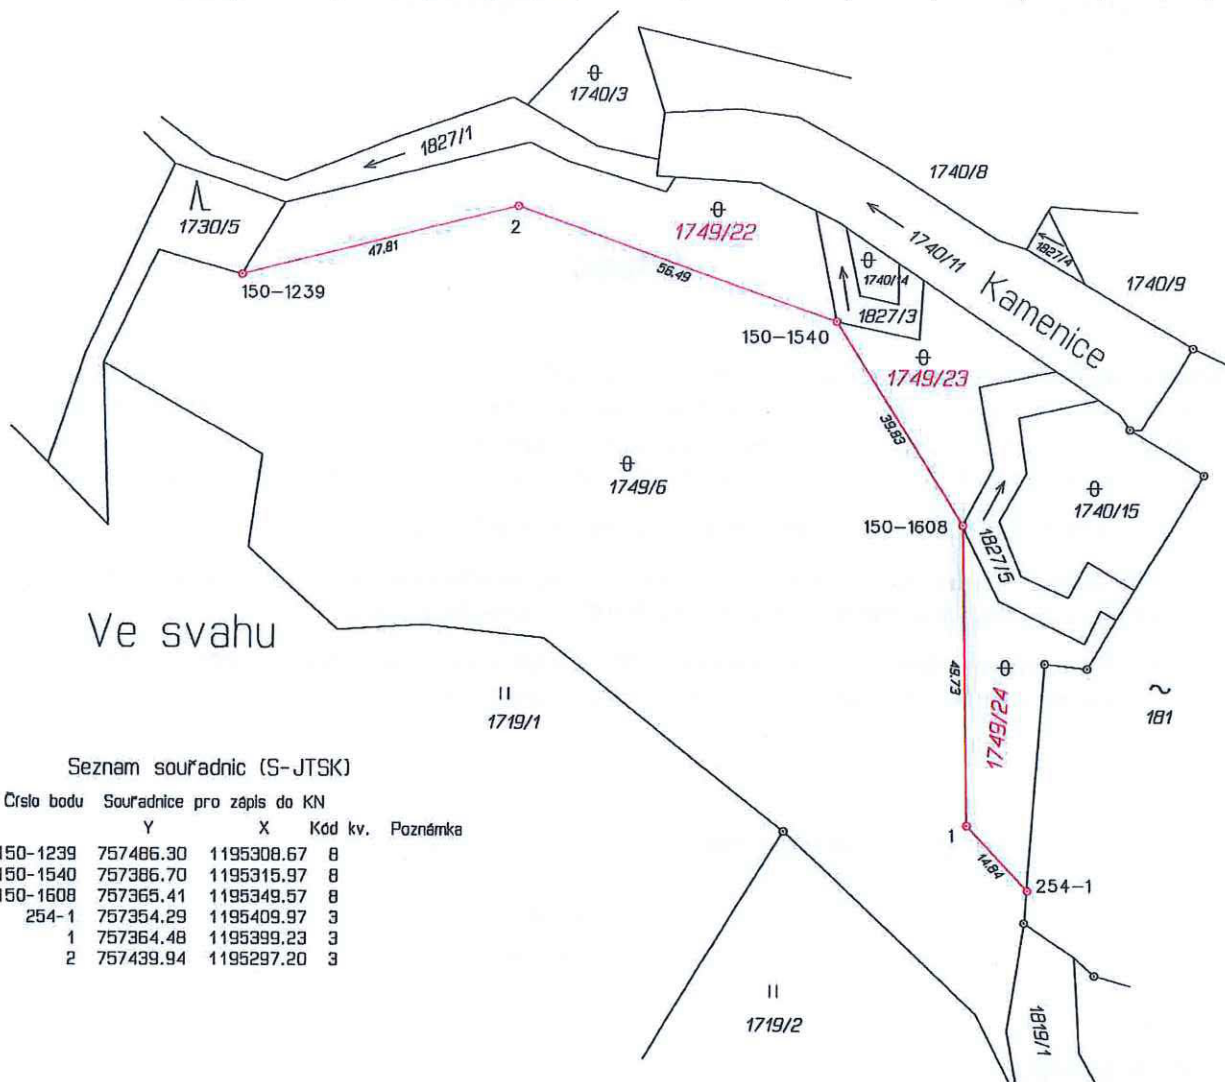 1740/3
1827/1
1740/8
1730/5
1749/22
2
47.81
1740/11
1827/4
56.49
1740/14
1740/9
150-1239
Kamenice
1827/3
150-1540
1749/23
39.83
1749/6
1740/15
150-1608
1827/5
Ve svahu
49.73
1749/24
1719/1
181
Seznam souřadnic (S-JTSK)
Číslo bodu Souřadnice pro zápis do KN
Y X Kód kv. Poznámka
150-1239 757486.30 1195308.67 8
150-1540 757386.70 1195315.97 8
150-1608 757365.41 1195349.57 8
254-1 757354.29 1195409.97 3
1 757364.48 1195399.23 3
2 757439.94 1195297.20 3
1
14.84
254-1
1719/2
1819/1